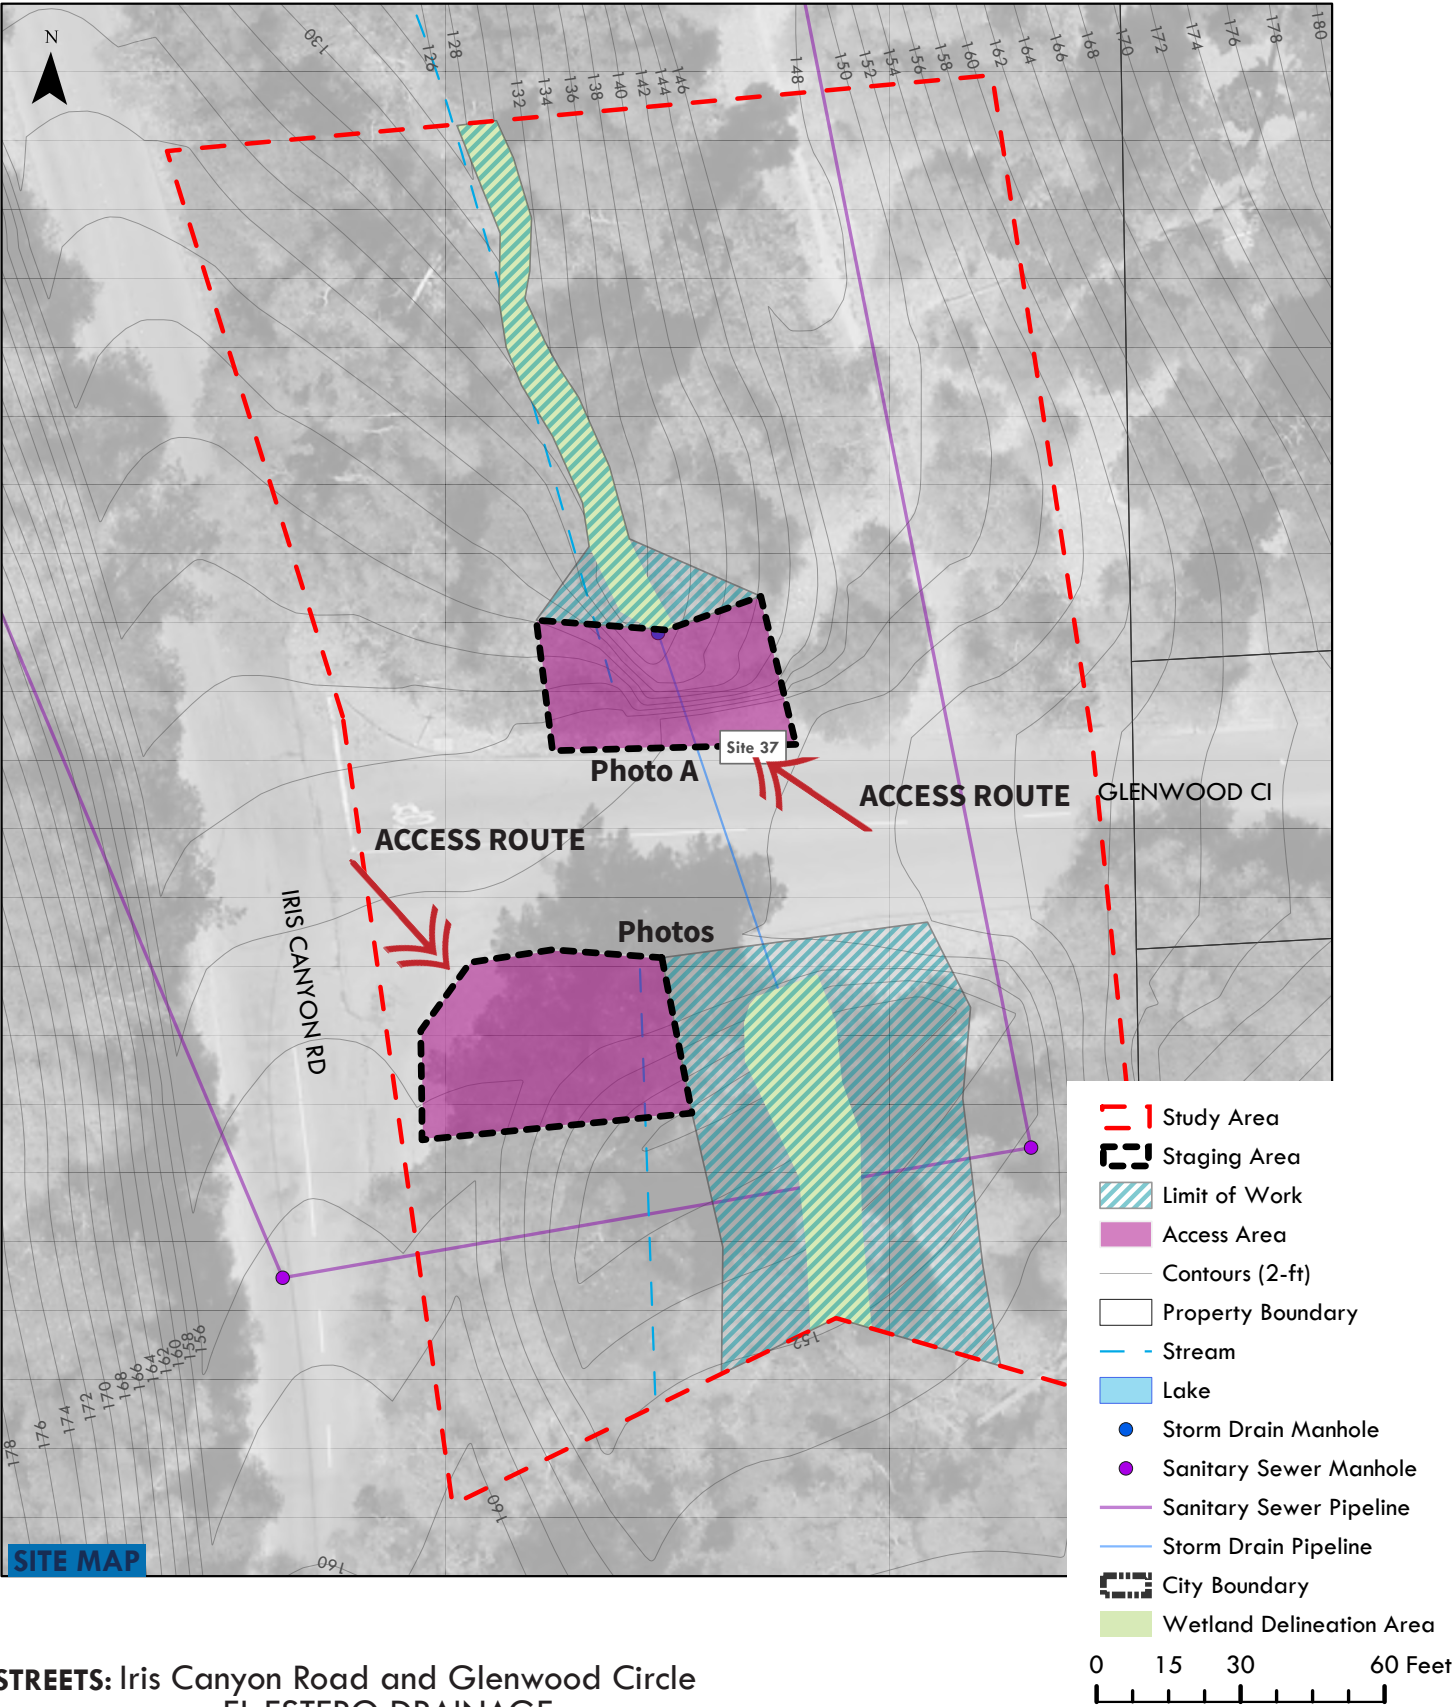 N
130
126
128
132
134
136
138
140
142
144
146
148
150
152
154
156
158
160
162
164
166
168
170
172
174
176
178
180
Site 37
Photo A
ACCESS ROUTE
GLENWOOD CI
ACCESS ROUTE
IRIS CANYON RD
Photos
152
156
158
160
162
164
166
168
170
172
174
176
178
160
160
SITE MAP
Study Area
Staging Area
Limit of Work
Access Area
Contours (2-ft)
Property Boundary
Stream
Lake
Storm Drain Manhole
Sanitary Sewer Manhole
Sanitary Sewer Pipeline
Storm Drain Pipeline
City Boundary
Wetland Delineation Area
0 15 30 60 Feet
STREETS: Iris Canyon Road and Glenwood Circle
EL ESTERO DRAINAGE